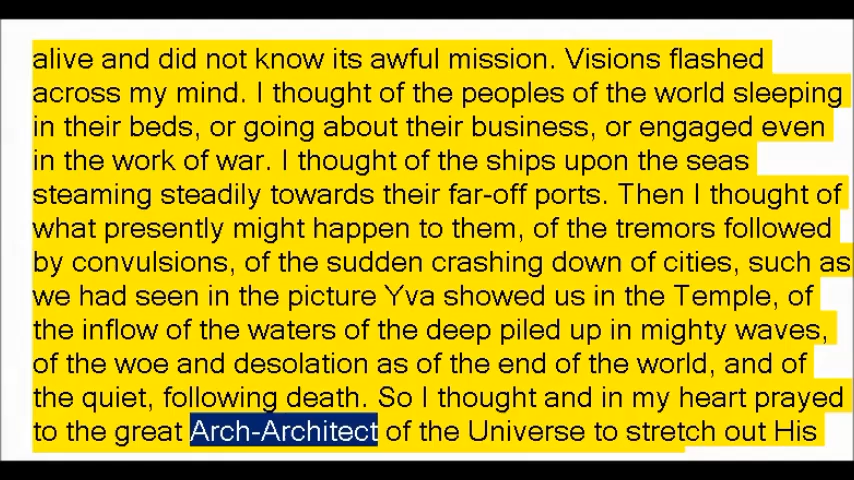 alive and did not know its awful mission. Visions flashed
across my mind. I thought of the peoples of the world sleeping
in their beds, or going about their business, or engaged even
in the work of war. I thought of the ships upon the seas
steaming steadily towards their far-off ports. Then I thought of
what presently might happen to them, of the tremors followed
by convulsions, of the sudden crashing down of cities, such as
we had seen in the picture Yva showed us in the Temple, of
the inflow of the waters of the deep piled up in mighty waves,
of the woe and desolation as of the end of the world, and of
the quiet, following death. So I thought and in my heart prayed
to the great Arch-Architect of the Universe to stretch out His